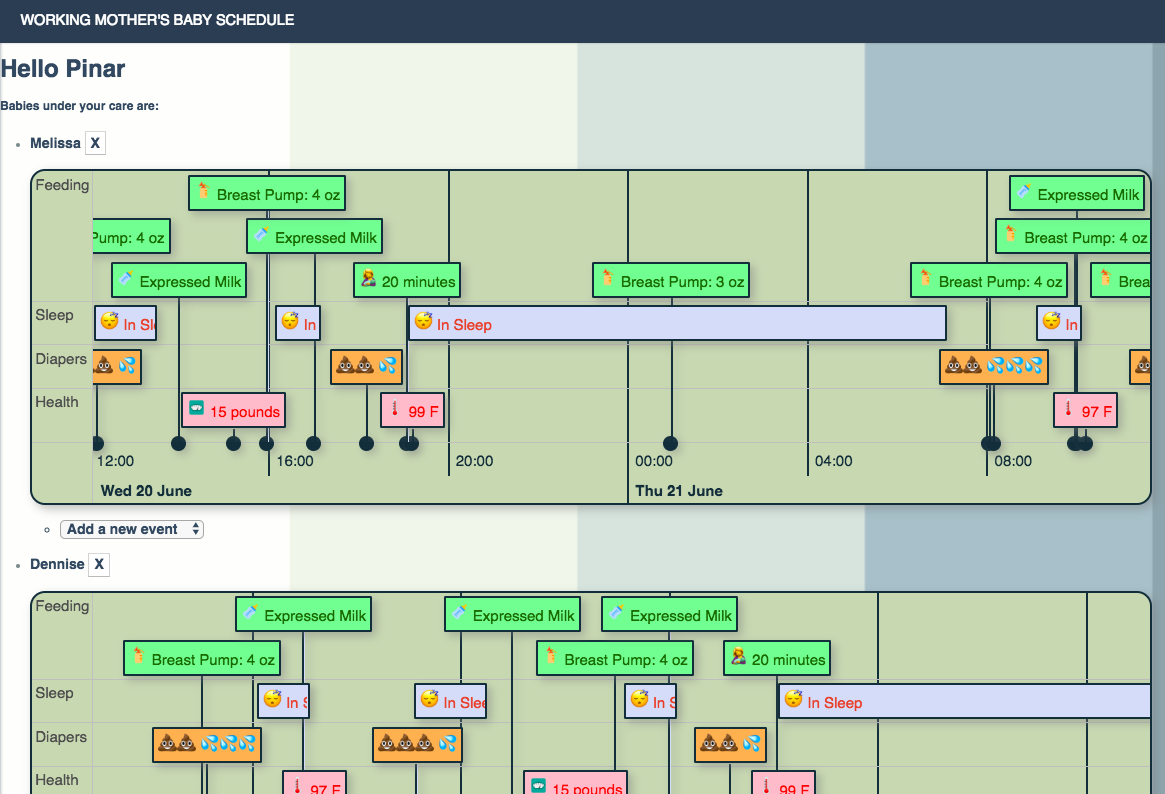 WORKING MOTHER'S BABY SCHEDULE
Hello Pinar
Babies under your care are:
Melissa X
Feeding
Breast Pump: 4 oz
Expressed Milk
Pump: 4 oz
Expressed Milk
Breast Pump: 4 oz
Expressed Milk
20 minutes
Breast Pump: 3 oz
Breast Pump: 4 oz
Brea
Sleep
In Sl
In
In Sleep
In
Diapers
Health
15 pounds
99 F
97 F
12:00 16:00 20:00 00:00 04:00 08:00
Wed 20 June Thu 21 June
Add a new event
Dennise X
Feeding
Expressed Milk
Expressed Milk
Expressed Milk
Breast Pump: 4 oz
Breast Pump: 4 oz
20 minutes
Sleep
In S
In Slee
In S
In Sleep
Diapers
Health
97 F
15 pounds
99 F